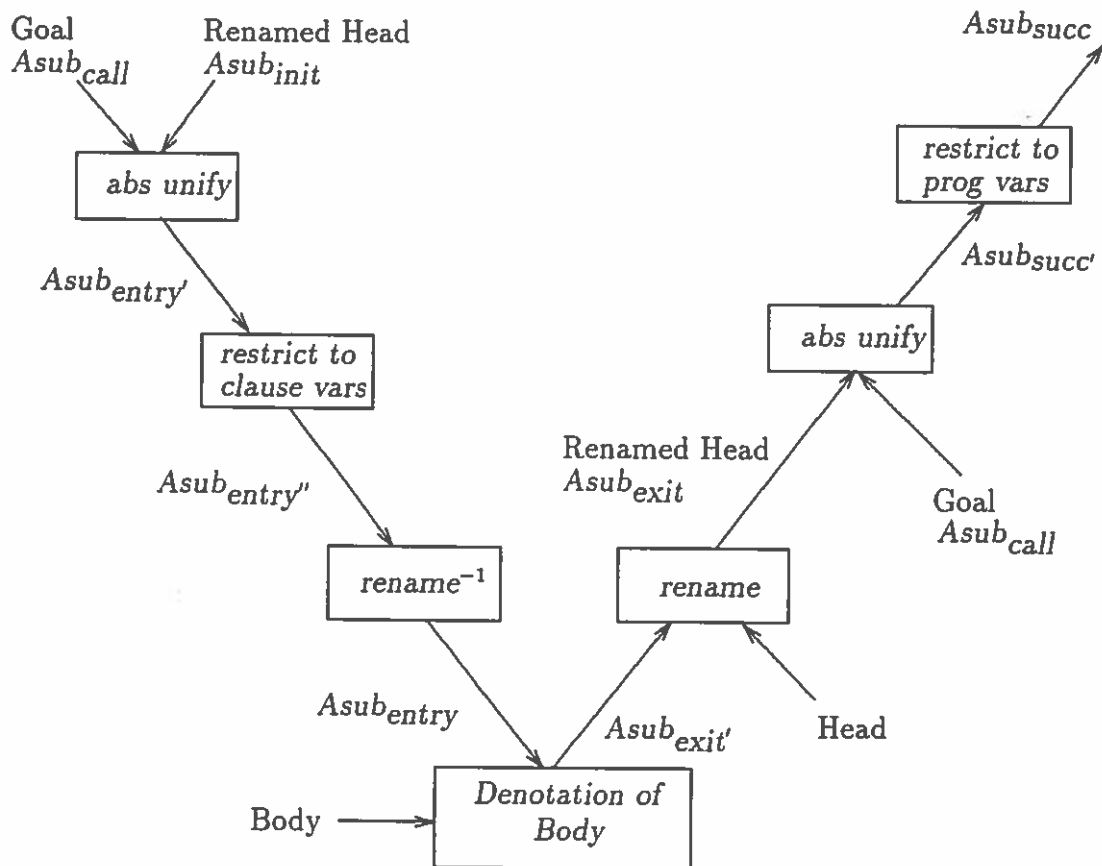 Goal
Asub_call
Renamed Head
Asub_init
abs unify
Asub_entry'
restrict to
clause vars
Asub_entry''
rename⁻¹
Asub_entry
Body
Denotation of
Body
Asub_exit'
Head
rename
Renamed Head
Asub_exit
Goal
Asub_call
abs unify
Asub_succ'
restrict to
prog vars
Asub_succ